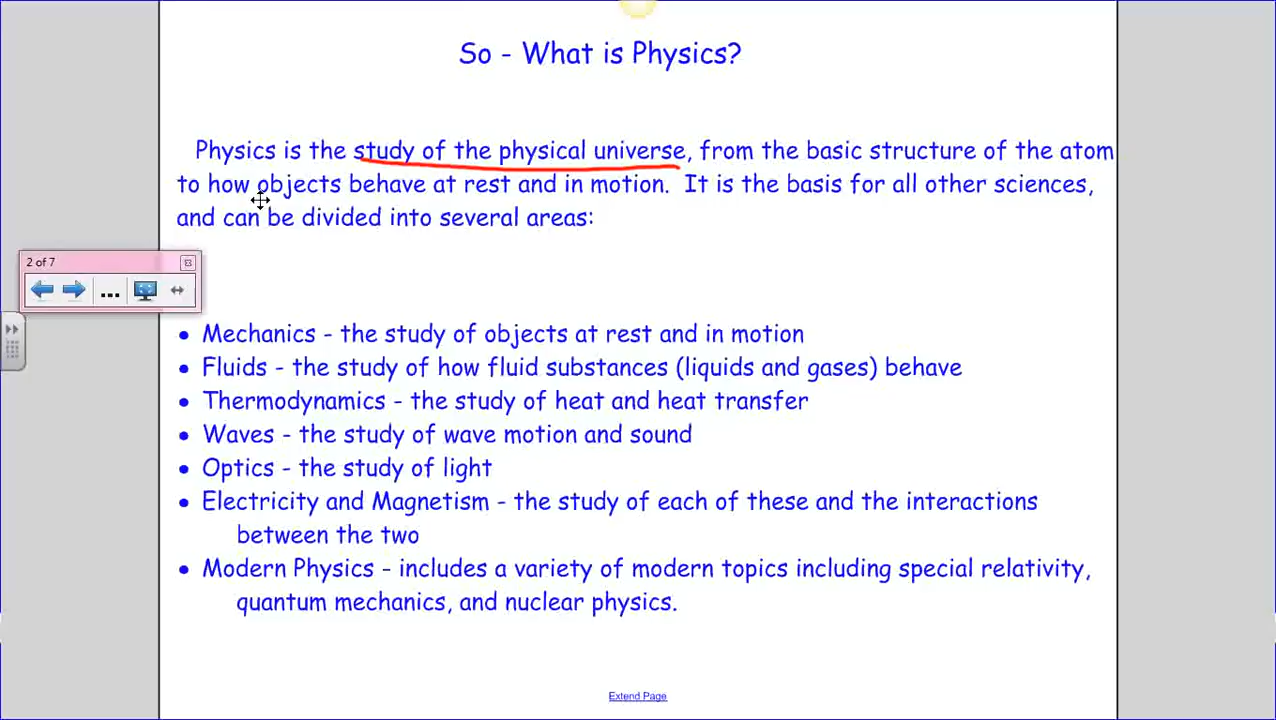 So - What is Physics?
Physics is the study of the physical universe, from the basic structure of the atom
to how objects behave at rest and in motion. It is the basis for all other sciences,
and can be divided into several areas:
2 of 7
...
• Mechanics - the study of objects at rest and in motion
• Fluids - the study of how fluid substances (liquids and gases) behave
• Thermodynamics - the study of heat and heat transfer
• Waves - the study of wave motion and sound
• Optics - the study of light
• Electricity and Magnetism - the study of each of these and the interactions
between the two
• Modern Physics - includes a variety of modern topics including special relativity,
quantum mechanics, and nuclear physics.
Extend Page